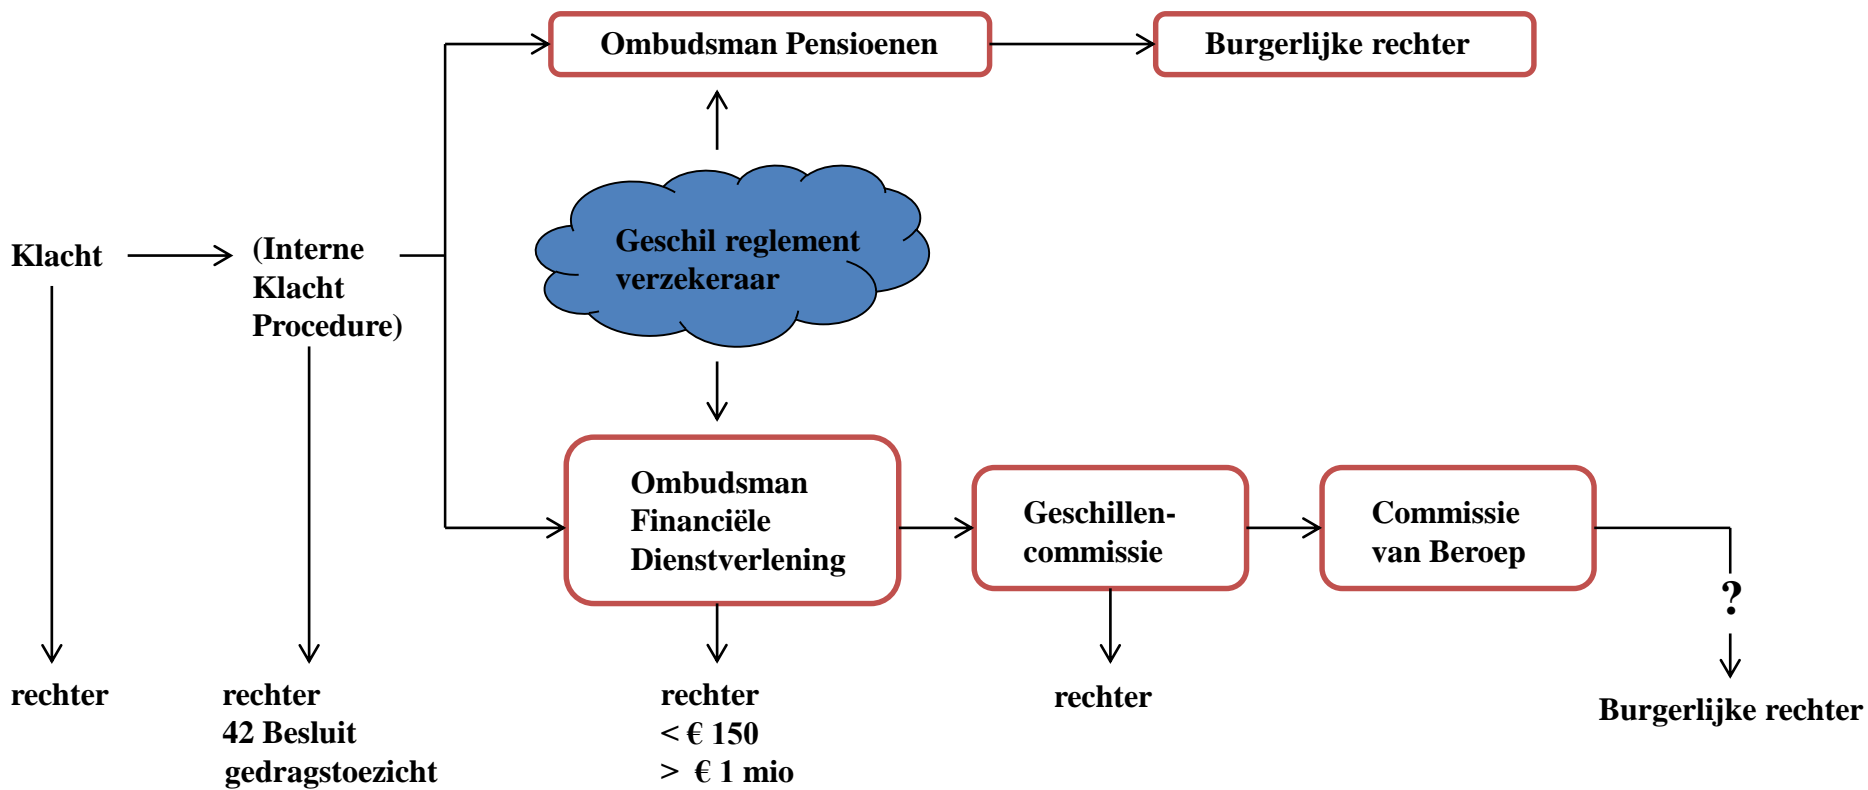 Ombudsman Pensioenen
Burgerlijke rechter
Geschil reglement
verzekeraar
Klacht
(Interne
Klacht
Procedure)
Ombudsman
Financiële
Dienstverlening
Geschillen-
commissie
Commissie
van Beroep
?
rechter
rechter
42 Besluit
gedragstoezicht
rechter
< € 150
> € 1 mio
rechter
Burgerlijke rechter